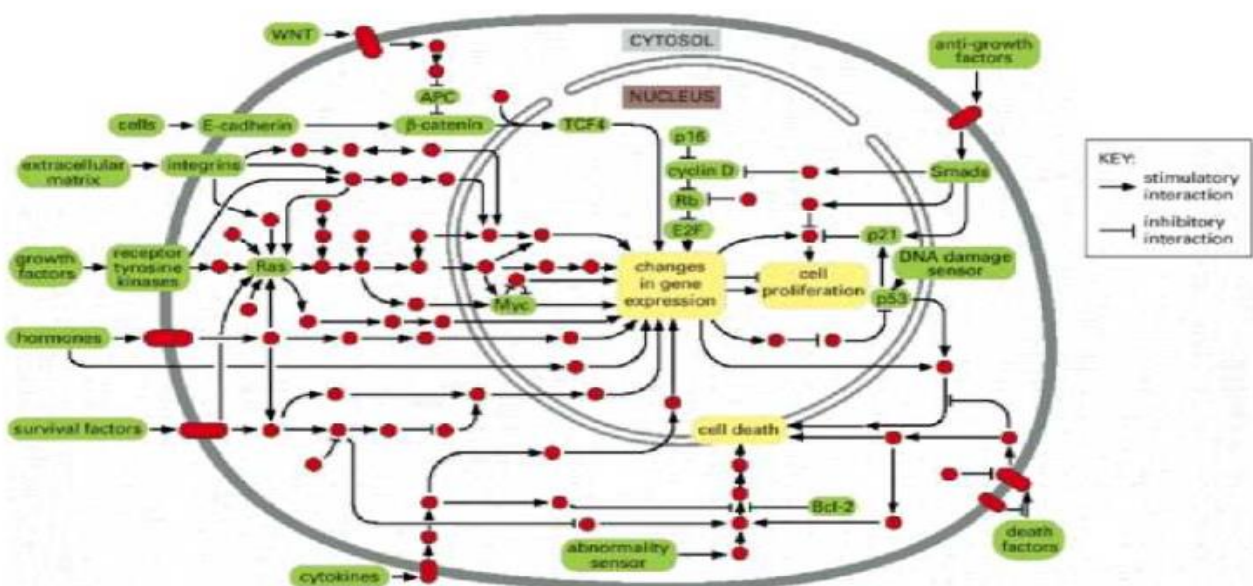 WNT
CYTOSOL
anti-growth
factors
NUCLEUS
APC
cells
E-cadherin
β-catenin
TCF4
p16
KEY:
stimulatory
interaction
inhibitory
interaction
extracellular
matrix
integrins
cyclin D
Smads
Rb
E2F
p21
growth
factors
receptor
tyrosine
kinases
Ras
changes
in gene
expression
cell
proliferation
DNA damage
sensor
p53
Myc
hormones
survival factors
cell death
Bcl-2
abnormality
sensor
death
factors
cytokines